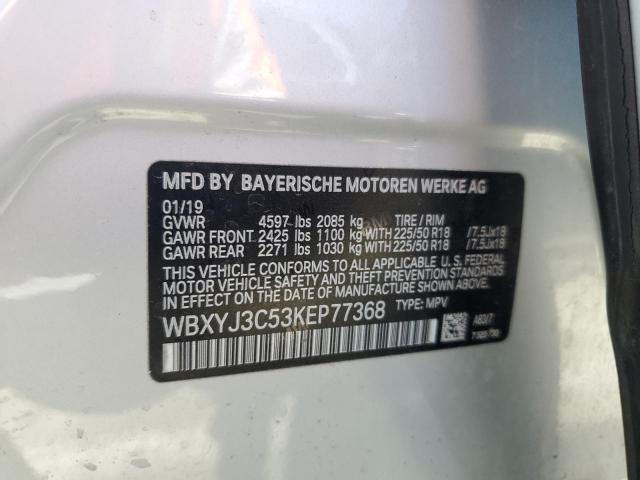 MFD BY BAYERISCHE MOTOREN WERKE AG
01/19
GVWR 4597 lbs 2085 kg TIRE / RIM
GAWR FRONT 2425 lbs 1100 kg WITH 225/50 R18 /7.5Jx18
GAWR REAR 2271 lbs 1030 kg WITH 225/50 R18 /7.5Jx18
THIS VEHICLE CONFORMS TO ALL APPLICABLE U. S. FEDERAL
MOTOR VEHICLE SAFETY AND THEFT PREVENTION STANDARDS
IN EFFECT ON THE DATE OF MANUFACTURE SHOWN ABOVE.
WBXYJ3C53KEP77368 TYPE: MPV
A83/7